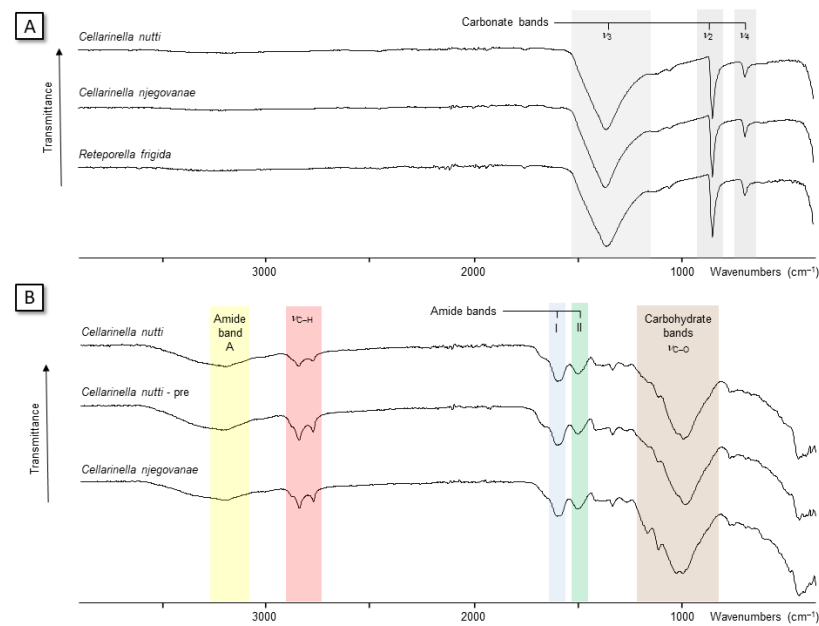 A
Carbonate bands
Cellarinella nutti
ν3
ν2
ν4
Cellarinella njegovanae
Reteporella frigida
Transmittance
3000
2000
1000
Wavenumbers (cm−1)
B
Amide band A
νC–H
Amide bands
I
II
Carbohydrate bands
νC–O
Cellarinella nutti
Cellarinella nutti - pre
Cellarinella njegovanae
Transmittance
3000
2000
1000
Wavenumbers (cm−1)